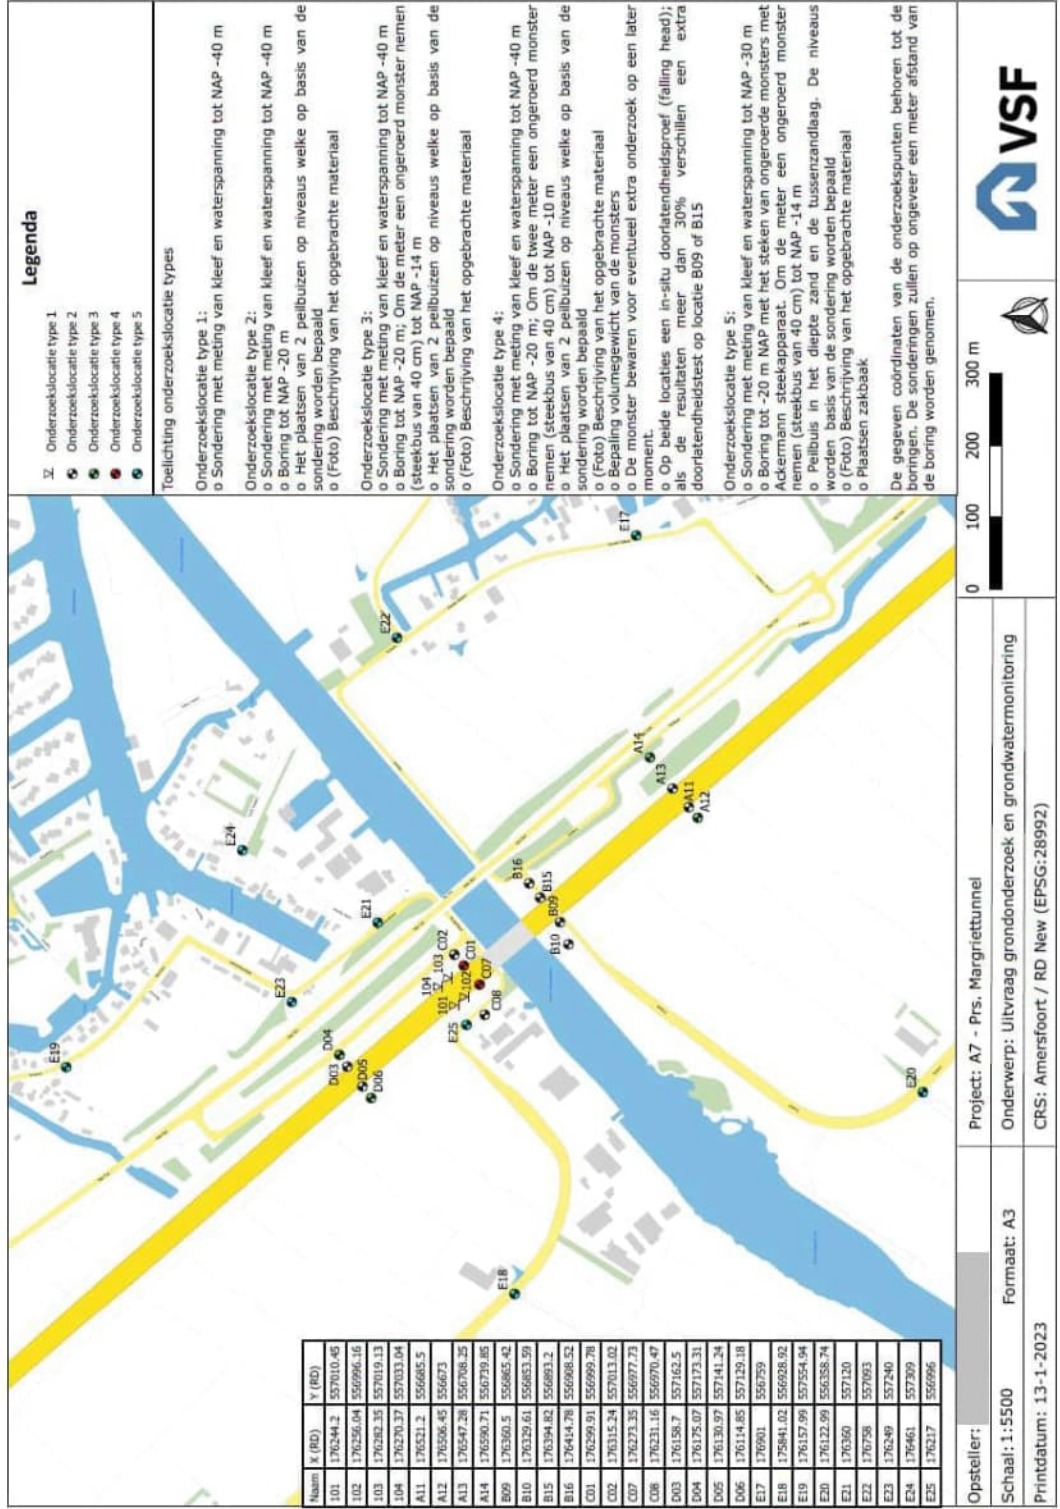 Legenda
Onderzoekslocatie type 1
Onderzoekslocatie type 2
Onderzoekslocatie type 3
Onderzoekslocatie type 4
Onderzoekslocatie type 5
Toelichting onderzoekslocatie types
Onderzoekslocatie type 1:
o Sondering met meting van kleef en waterspanning tot NAP -40 m
Onderzoekslocatie type 2:
o Sondering met meting van kleef en waterspanning tot NAP -40 m
o Boring tot NAP -20 m
o Het plaatsen van 2 peilbuizen op niveaus welke op basis van de
sondering worden bepaald
o (Foto) Beschrijving van het opgebrachte materiaal
Onderzoekslocatie type 3:
o Sondering met meting van kleef en waterspanning tot NAP -40 m
o Boring tot NAP -20 m; Om de meter een ongeroerd monster nemen
(steekbus van 40 cm) tot NAP -14 m
o Het plaatsen van 2 peilbuizen op niveaus welke op basis van de
sondering worden bepaald
o (Foto) Beschrijving van het opgebrachte materiaal
Onderzoekslocatie type 4:
o Sondering met meting van kleef en waterspanning tot NAP -40 m
o Boring tot NAP -20 m; Om de twee meter een ongeroerd monster
nemen (steekbus van 40 cm) tot NAP -10 m
o Het plaatsen van 2 peilbuizen op niveaus welke op basis van de
sondering worden bepaald
o (Foto) Beschrijving van het opgebrachte materiaal
o Bepaling volumegewicht van de monsters
o De monster bewaren voor eventueel extra onderzoek op een later
moment.
o Op beide locaties een in-situ doorlatendheidsproef (falling head);
als de resultaten meer dan 30% verschillen een extra
doorlatendheidstest op locatie B09 of B15
Onderzoekslocatie type 5:
o Sondering met meting van kleef en waterspanning tot NAP -30 m
o Boring tot -20 m NAP met het steken van ongeroerde monsters met
Ackermann steekapparaat. Om de meter een ongeroerd monster
nemen (steekbus van 40 cm) tot NAP -14 m
o Peilbuis in het diepte zand en de tussenzandlaag. De niveaus
worden basis van de sondering worden bepaald
o (Foto) Beschrijving van het opgebrachte materiaal
o Plaatsen zakbaak
De gegeven coördinaten van de onderzoekspunten behoren tot de
boringen. De sonderingen zullen op ongeveer een meter afstand van
de boring worden genomen.
E19
E24
E22
E17
E23
E21
D04
D03
D05
D06
104
103
C02
101
102
C01
C07
E25
C08
B16
B15
B09
B10
A14
A13
A11
A12
E18
E20
Naam X (RD) Y (RD)
101 176244.2 557010.45
102 176256.04 556996.16
103 176282.35 557019.13
104 176270.37 557033.04
A11 176521.2 556685.5
A12 176506.45 556673
A13 176547.28 556708.25
A14 176590.71 556739.85
B09 176360.5 556865.42
B10 176329.61 556853.59
B15 176394.82 556893.2
B16 176414.78 556908.52
C01 176299.91 556999.78
C02 176315.24 557013.02
C07 176273.35 556977.73
C08 176231.16 556970.47
D03 176158.7 557162.5
D04 176175.07 557173.31
D05 176130.97 557141.24
D06 176114.85 557129.18
E17 176901 556759
E18 175841.02 556928.92
E19 176157.99 557554.94
E20 176122.99 556358.74
E21 176360 557120
E22 176758 557093
E23 176249 557240
E24 176461 557309
E25 176217 556996
Opsteller:
Schaal: 1:5500 Formaat: A3
Printdatum: 13-1-2023
Project: A7 - Prs. Margriettunnel
Onderwerp: Uitvraag grondonderzoek en grondwatermonitoring
CRS: Amersfoort / RD New (EPSG:28992)
0 100 200 300 m
VSF